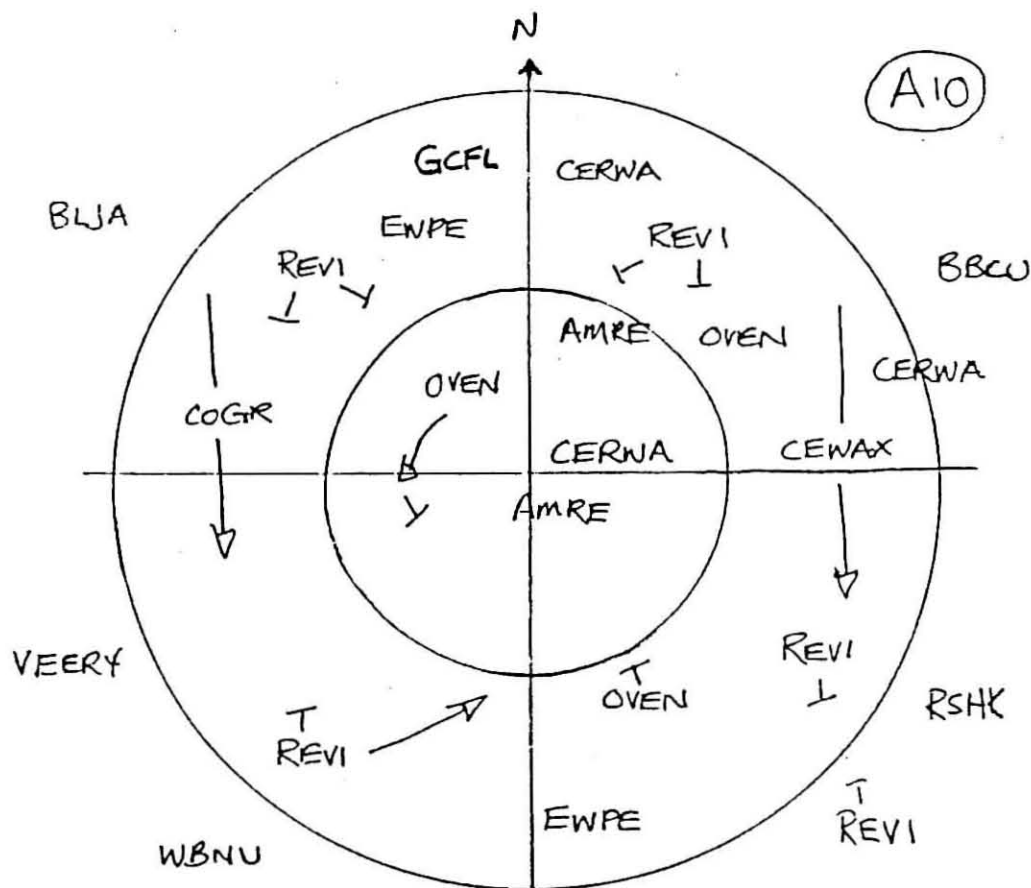 N
A10
GCFL CERWA
BLJA
EWPE REVI
REVI BBCU
AMRE OVEN
OVEN CERWA
COGR
CERWA CEWAX
AMRE
VEERY REVI
OVEN RSHK
REVI
EWPE REVI
WBNU